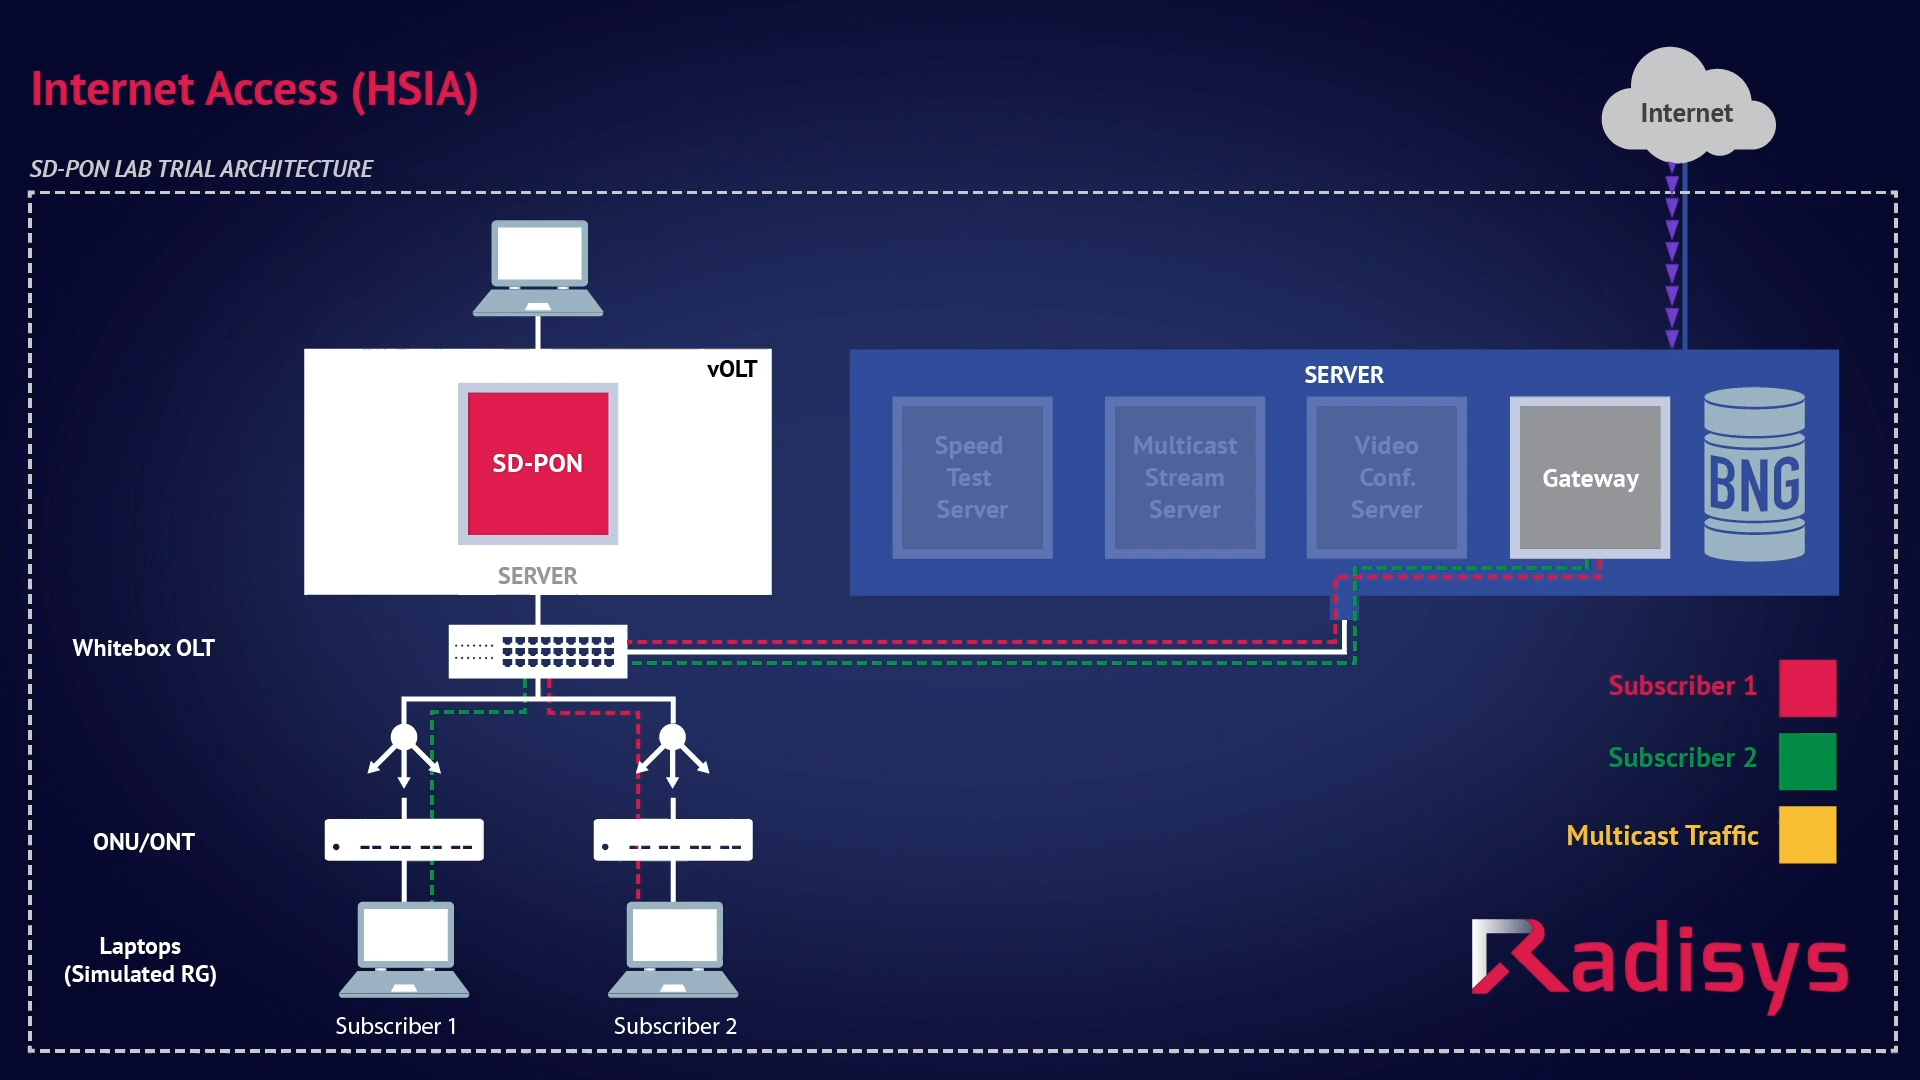 Internet Access (HSIA)
Internet
SD-PON LAB TRIAL ARCHITECTURE
vOLT
SD-PON
SERVER
SERVER
Speed
Test
Server
Multicast
Stream
Server
Video
Conf.
Server
Gateway
BNG
Whitebox OLT
Subscriber 1
Subscriber 2
Multicast Traffic
ONU/ONT
Laptops
(Simulated RG)
Subscriber 1
Subscriber 2
Radisys